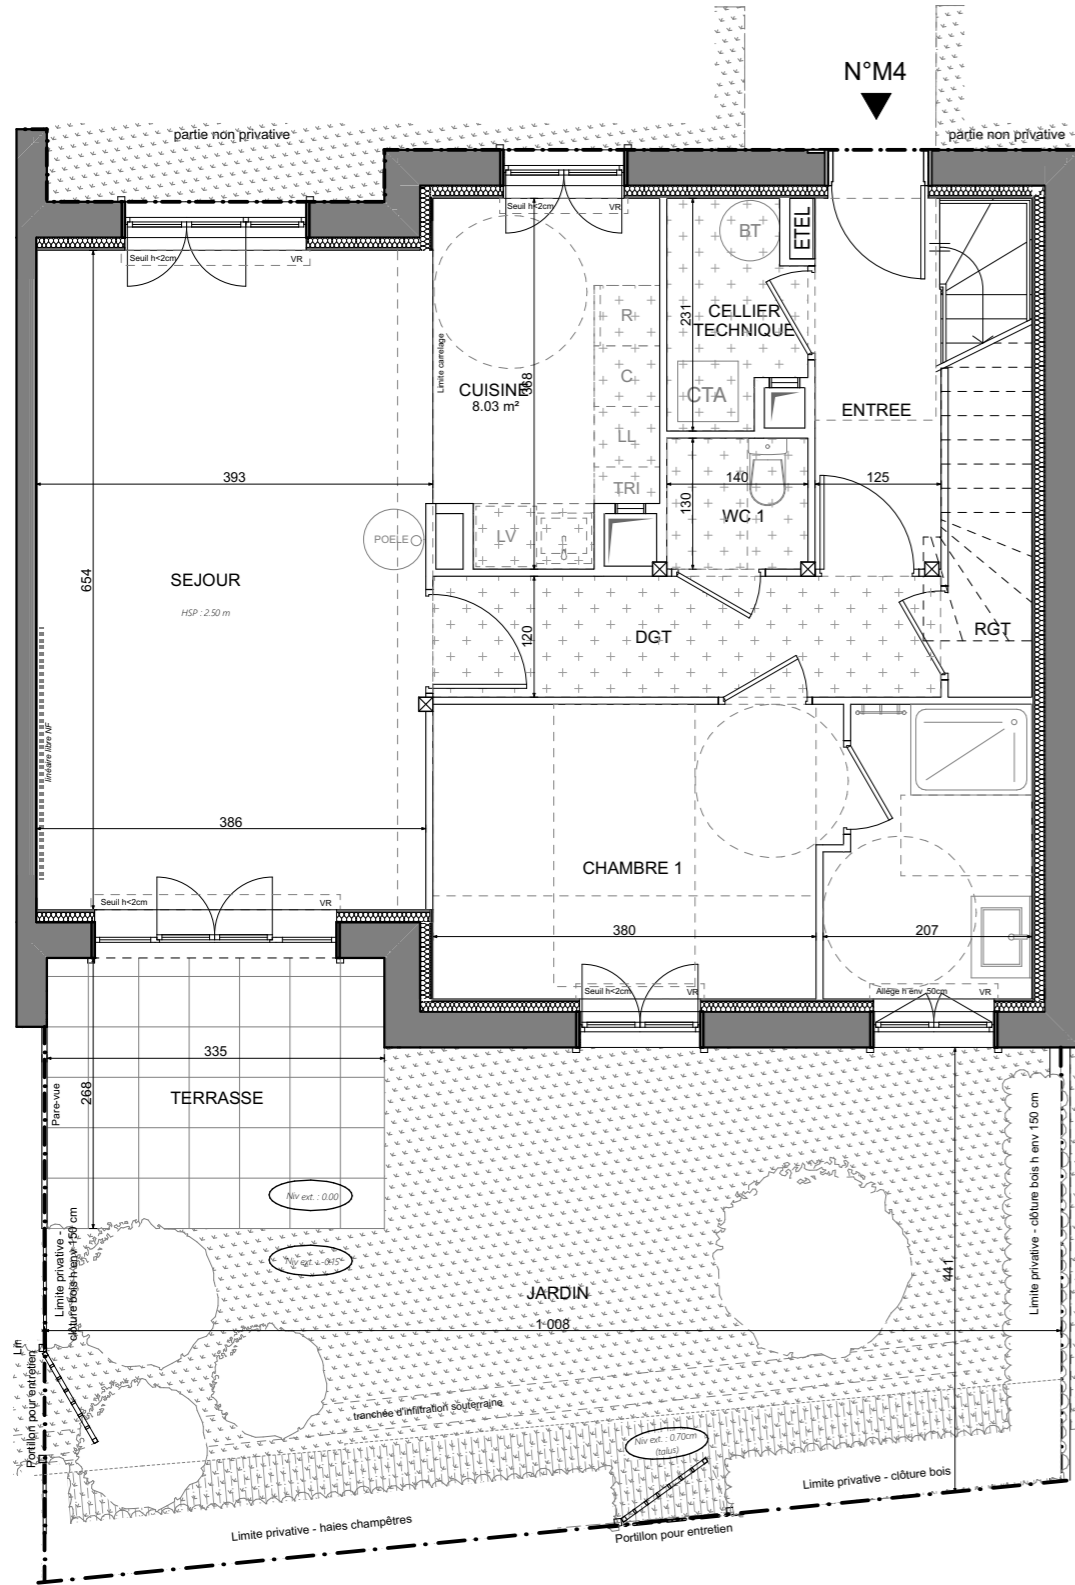 N°M4
partie non privative
partie non privative
Seuil h<2cm
VR
Seuil h<2cm
VR
BT
ETEL
R
CELLIER
TECHNIQUE
231
Limite carrelage
C
CUISINE
8.03 m²
368
CTA
ENTREE
LL
393
TRI
140
130
125
WC 1
POELE
LV
SEJOUR
654
HSP : 2.50 m
120
DGT
RGT
linéaire libre NF
386
CHAMBRE 1
Seuil h<2cm
VR
380
207
Seuil h<2cm
VR
Allège h env. 50cm
VR
335
268
Pare-vue
TERRASSE
Limite privative - clôture bois h env 150 cm
Niv ext. : 0.00
Limite privative -
clôture bois h env 150 cm
Niv ext. : -0.15
441
JARDIN
1 008
Portillon pour entretien
tranchée d'infiltration souterraine
Niv ext. : 0,70cm
(talus)
Limite privative - clôture bois
Limite privative - haies champêtres
Portillon pour entretien